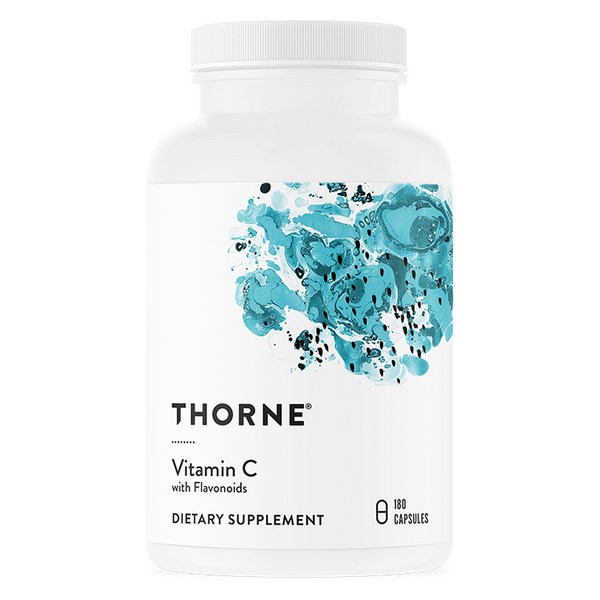 THORNE®
Vitamin C
with Flavonoids
DIETARY SUPPLEMENT
180
CAPSULES